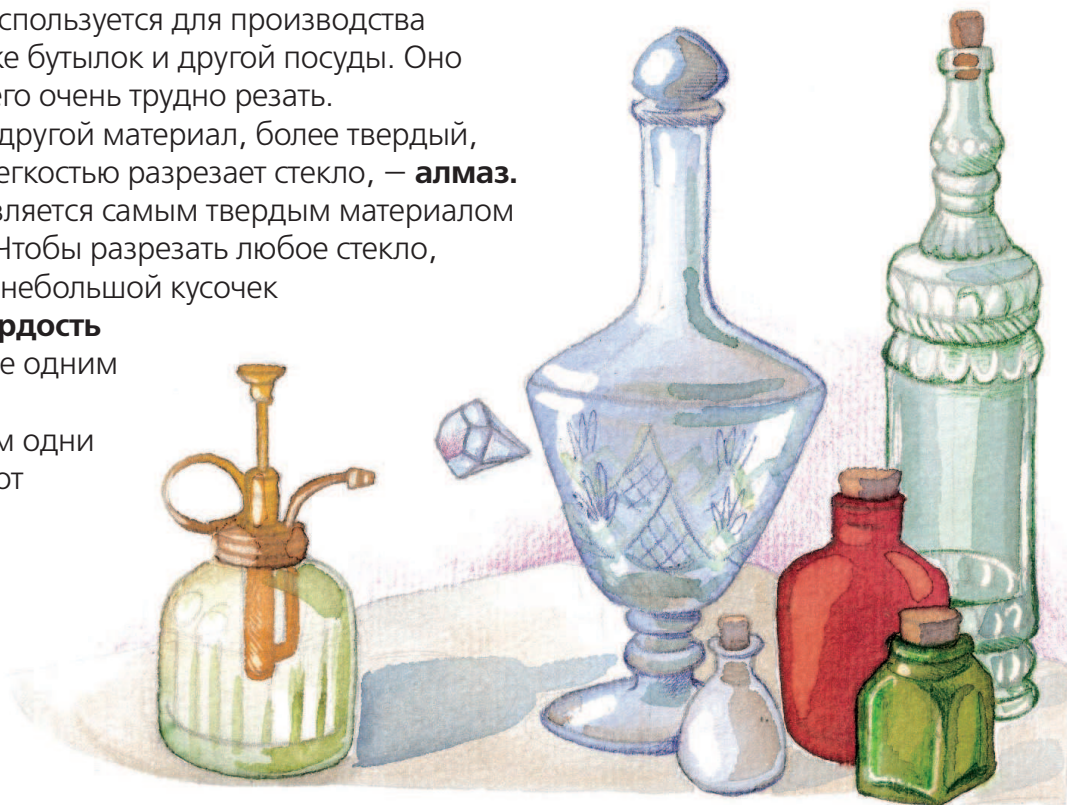 спользуется для производства
ке бутылок и другой посуды. Оно
его очень трудно резать.
другой материал, более твердый,
егкостью разрезает стекло, – алмаз.
вляется самым твердым материалом
Чтобы разрезать любое стекло,
небольшой кусочек
рдость
е одним
м одни
от